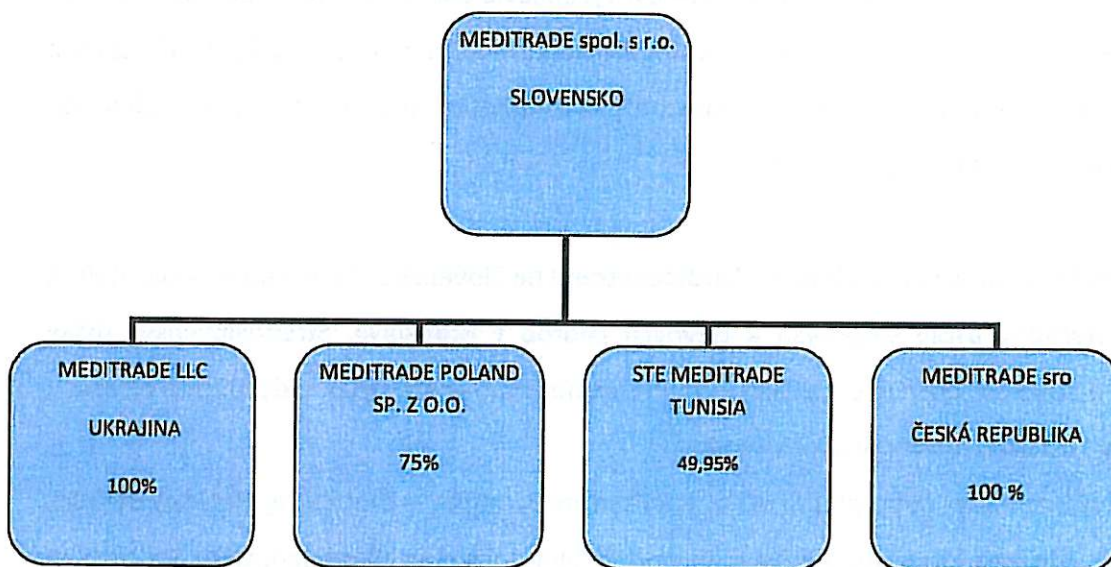 MEDITRADE spol. s r.o.
SLOVENSKO
MEDITRADE LLC
UKRAJINA
100%
MEDITRADE POLAND
SP. Z O.O.
75%
STE MEDITRADE
TUNISIA
49,95%
MEDITRADE sro
ČESKÁ REPUBLIKA
100 %